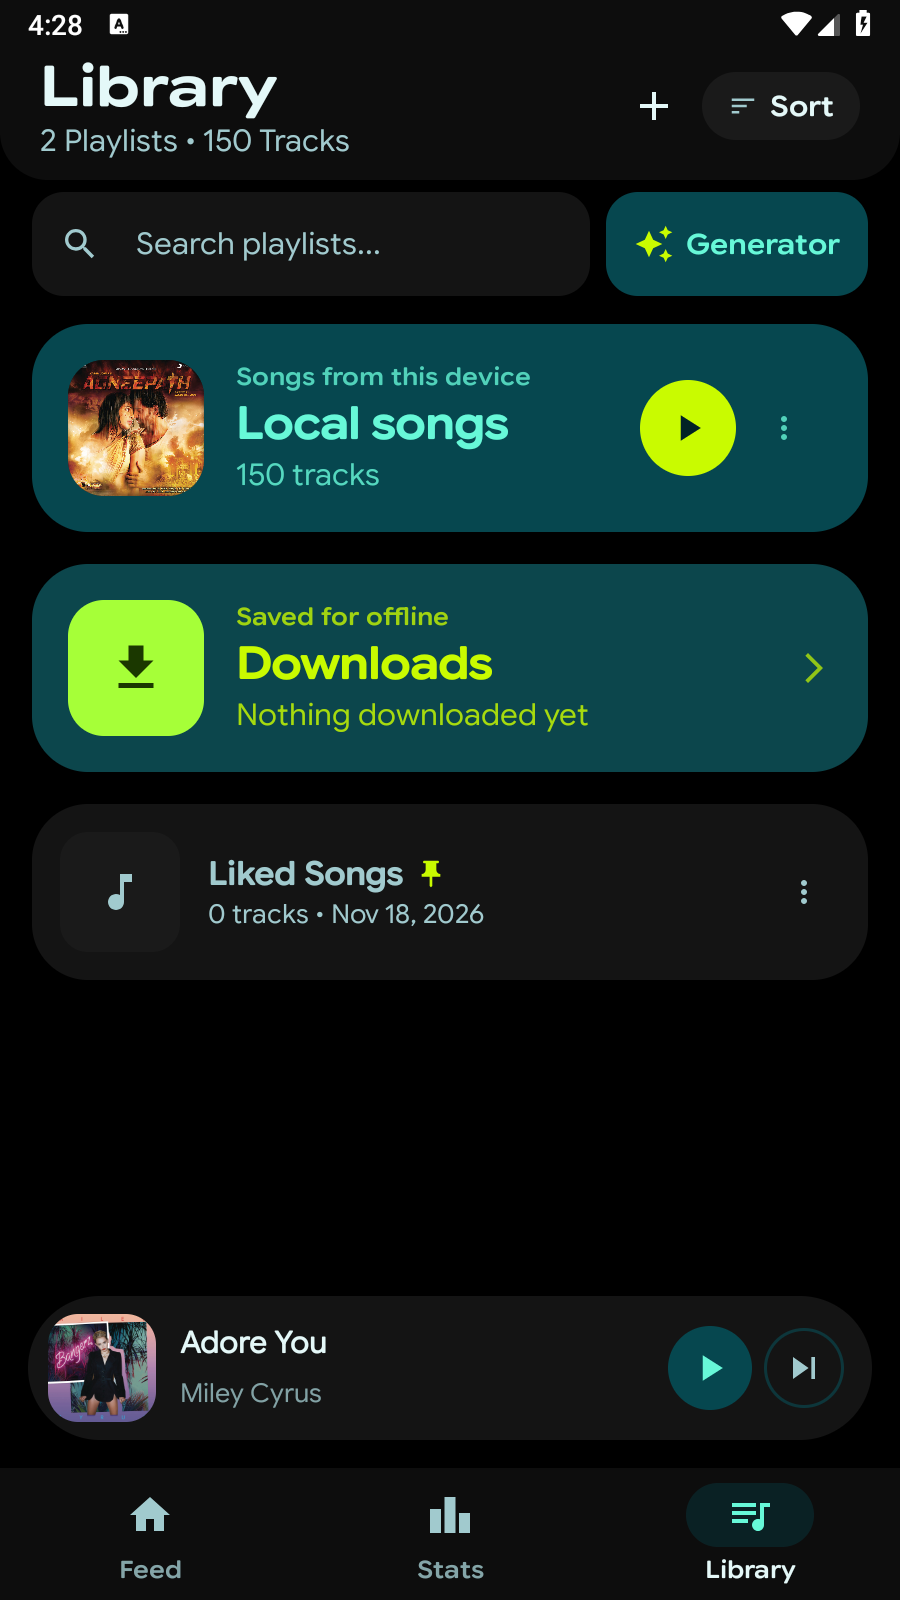 4:28
Library
2 Playlists • 150 Tracks
Sort
Search playlists...
Generator
AGNEEPATH
Songs from this device
Local songs
150 tracks
Saved for offline
Downloads
Nothing downloaded yet
Liked Songs
0 tracks • Nov 18, 2026
Bangerz
Adore You
Miley Cyrus
Feed
Stats
Library